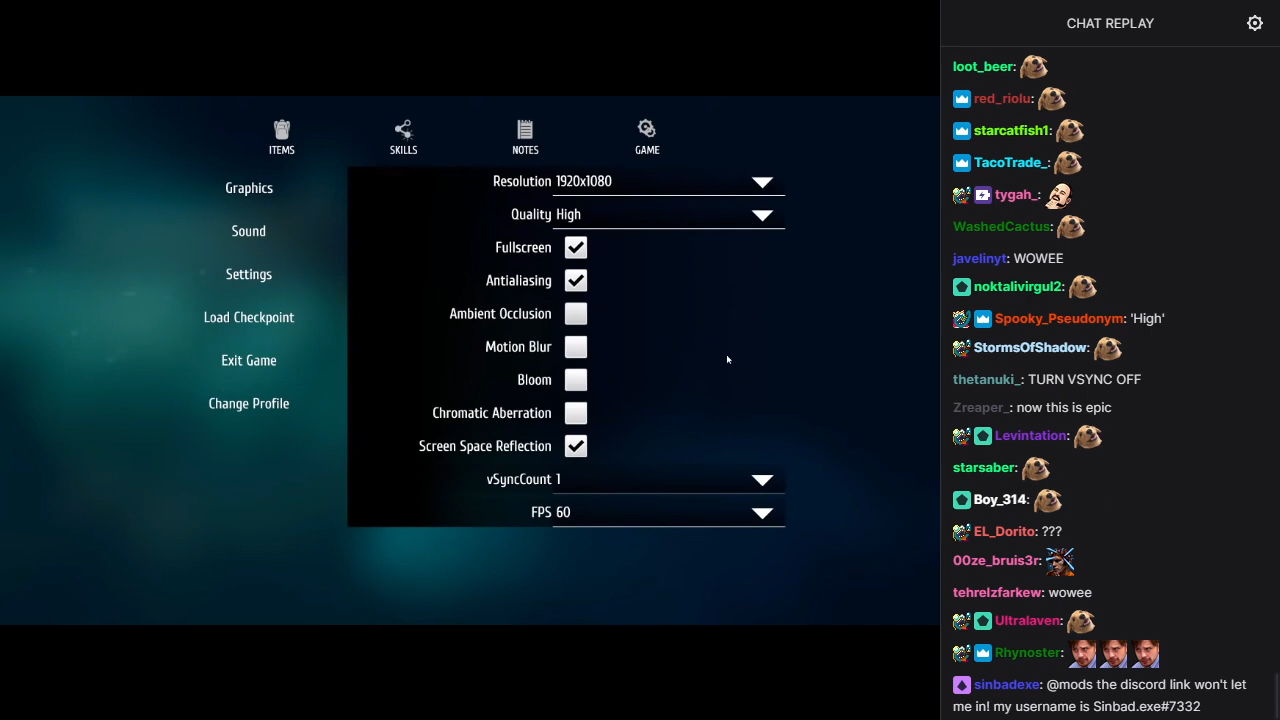 ITEMS
SKILLS
NOTES
GAME
Graphics
Sound
Settings
Load Checkpoint
Exit Game
Change Profile
Resolution 1920x1080
Quality High
Fullscreen
Antialiasing
Ambient Occlusion
Motion Blur
Bloom
Chromatic Aberration
Screen Space Reflection
vSyncCount 1
FPS 60
CHAT REPLAY
loot_beer:
red_riolu:
starcatfish1:
TacoTrade_:
tygah_:
WashedCactus:
javelinyt: WOWEE
noktalivirgul2:
Spooky_Pseudonym: 'High'
StormsOfShadow:
thetanuki_: TURN VSYNC OFF
Zreaper_: now this is epic
Levintation:
starsaber:
Boy_314:
EL_Dorito: ???
00ze_bruis3r:
tehrelzfarkew: wowee
Ultralaven:
Rhynoster:
sinbadexe: @mods the discord link won't let
me in! my username is Sinbad.exe#7332